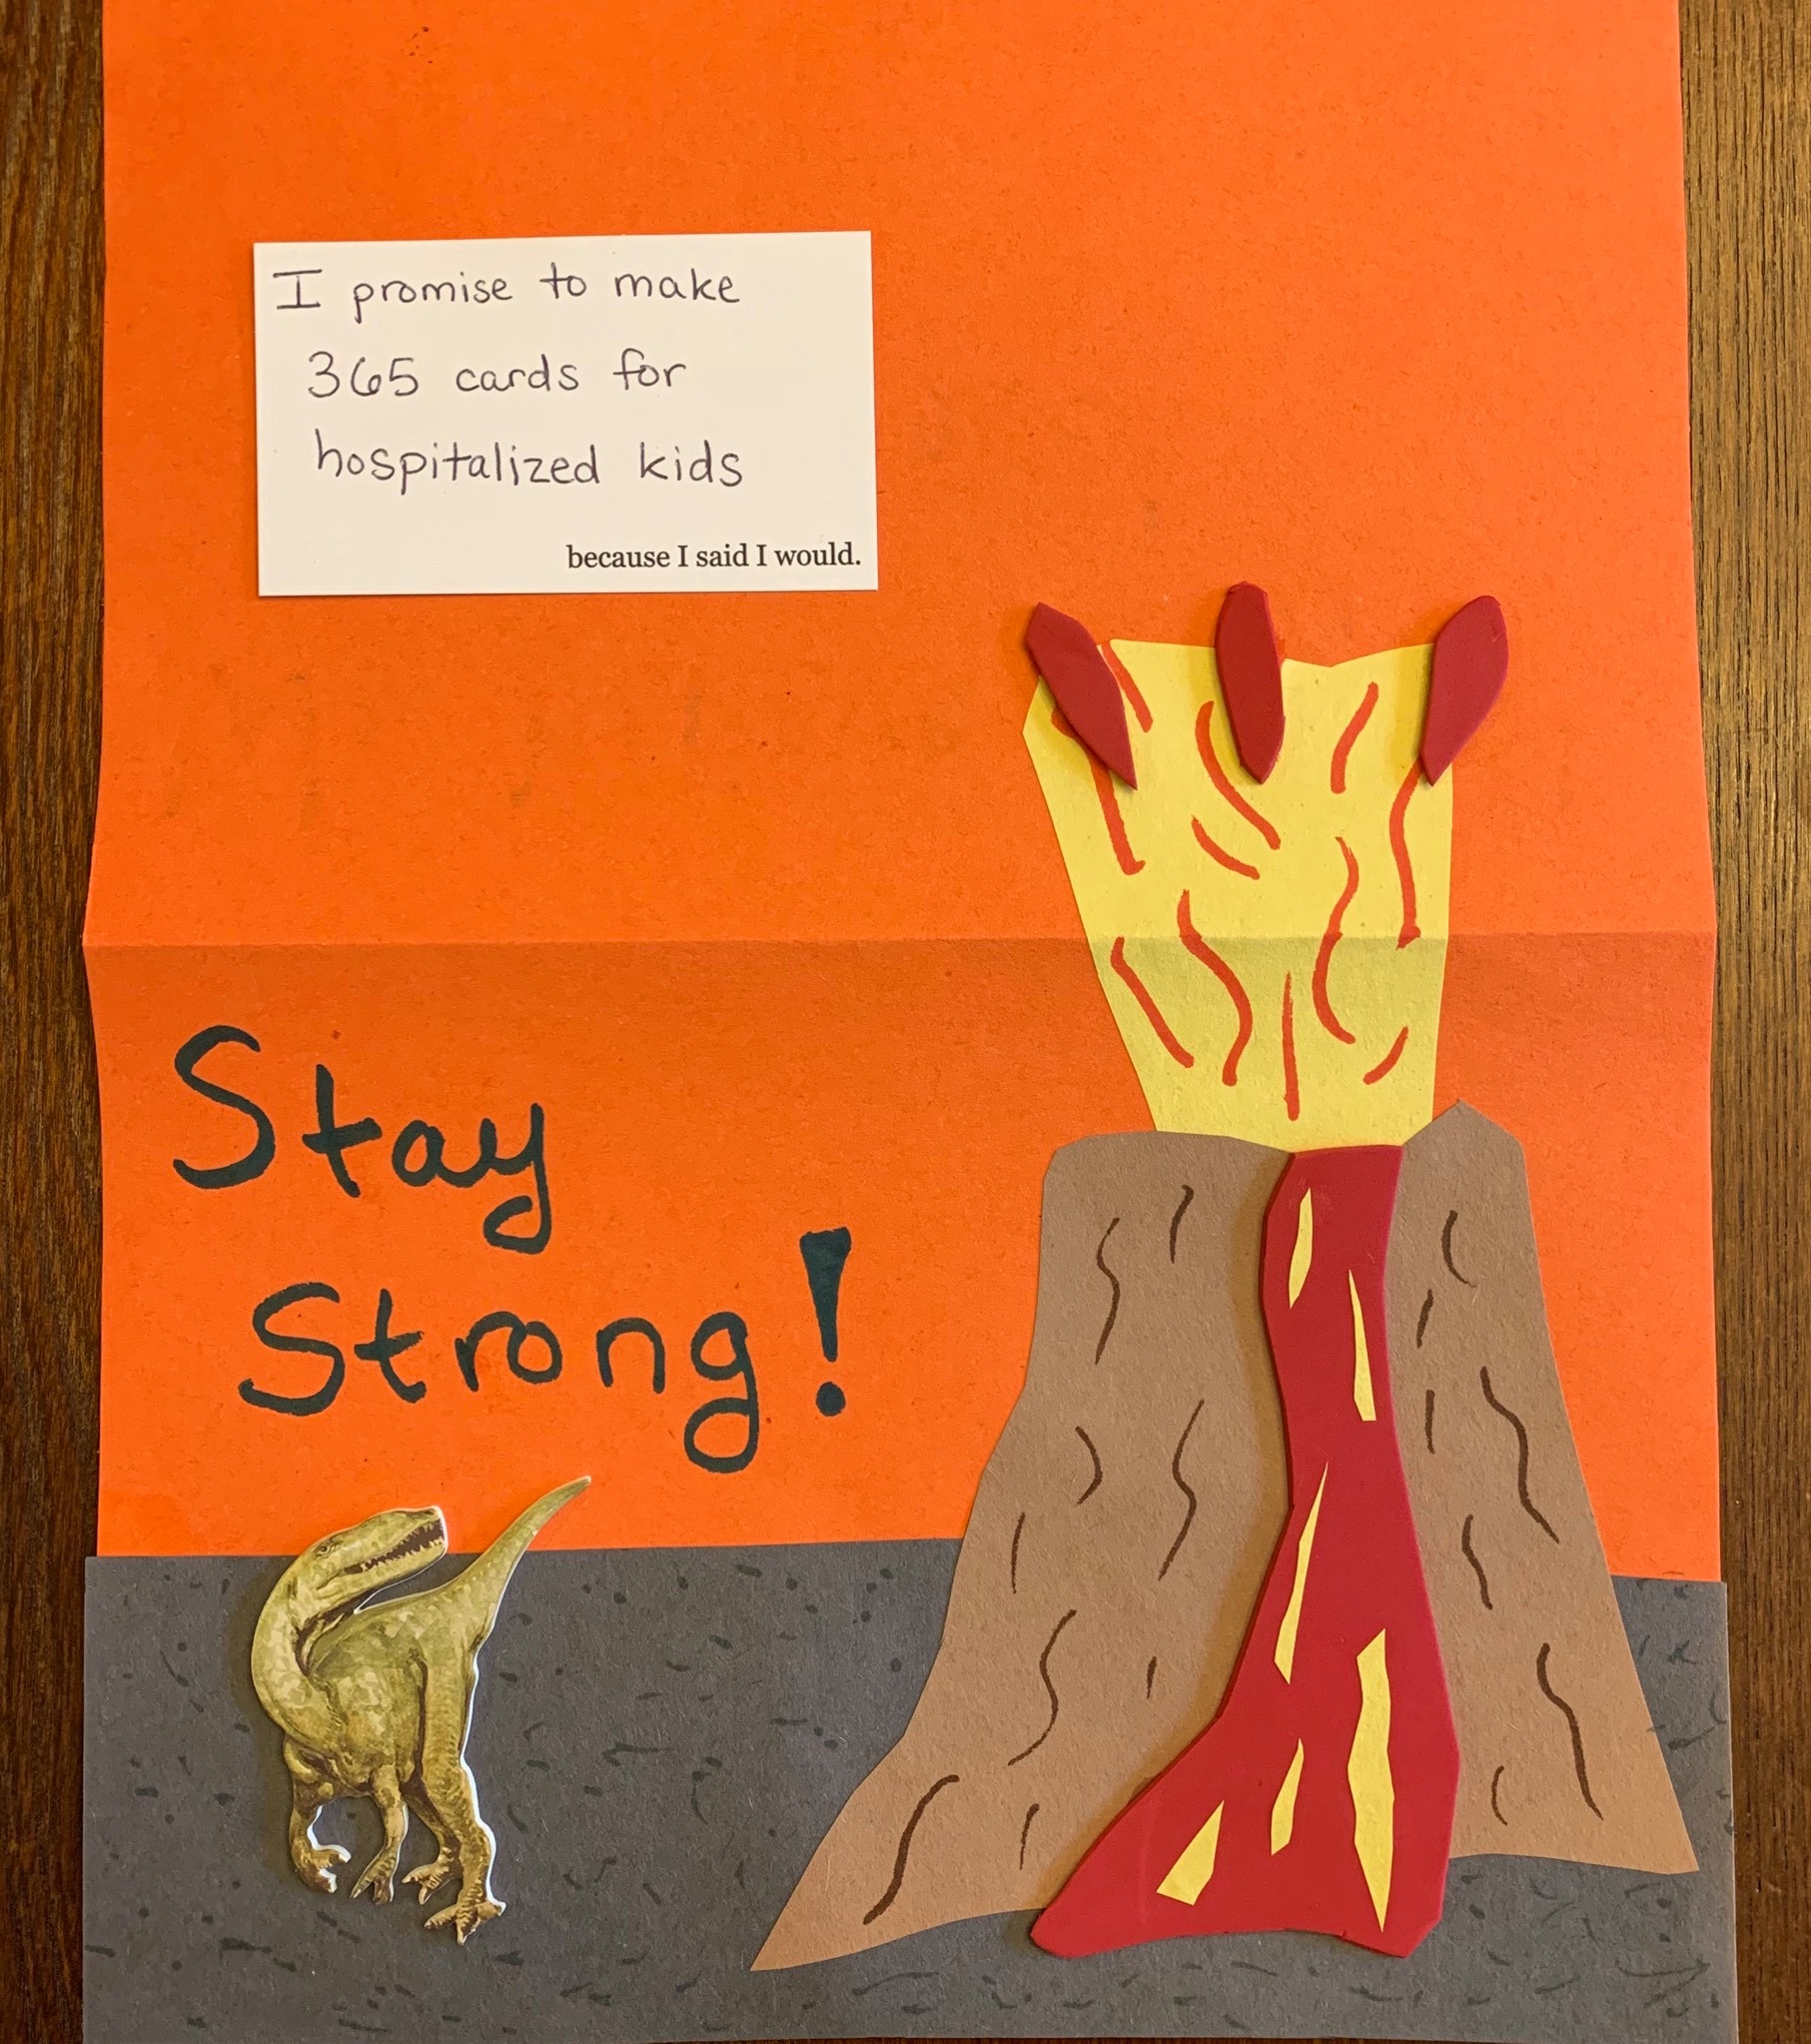 I promise to make
365 cards for
hospitalized kids
because I said I would.
Stay
Strong!